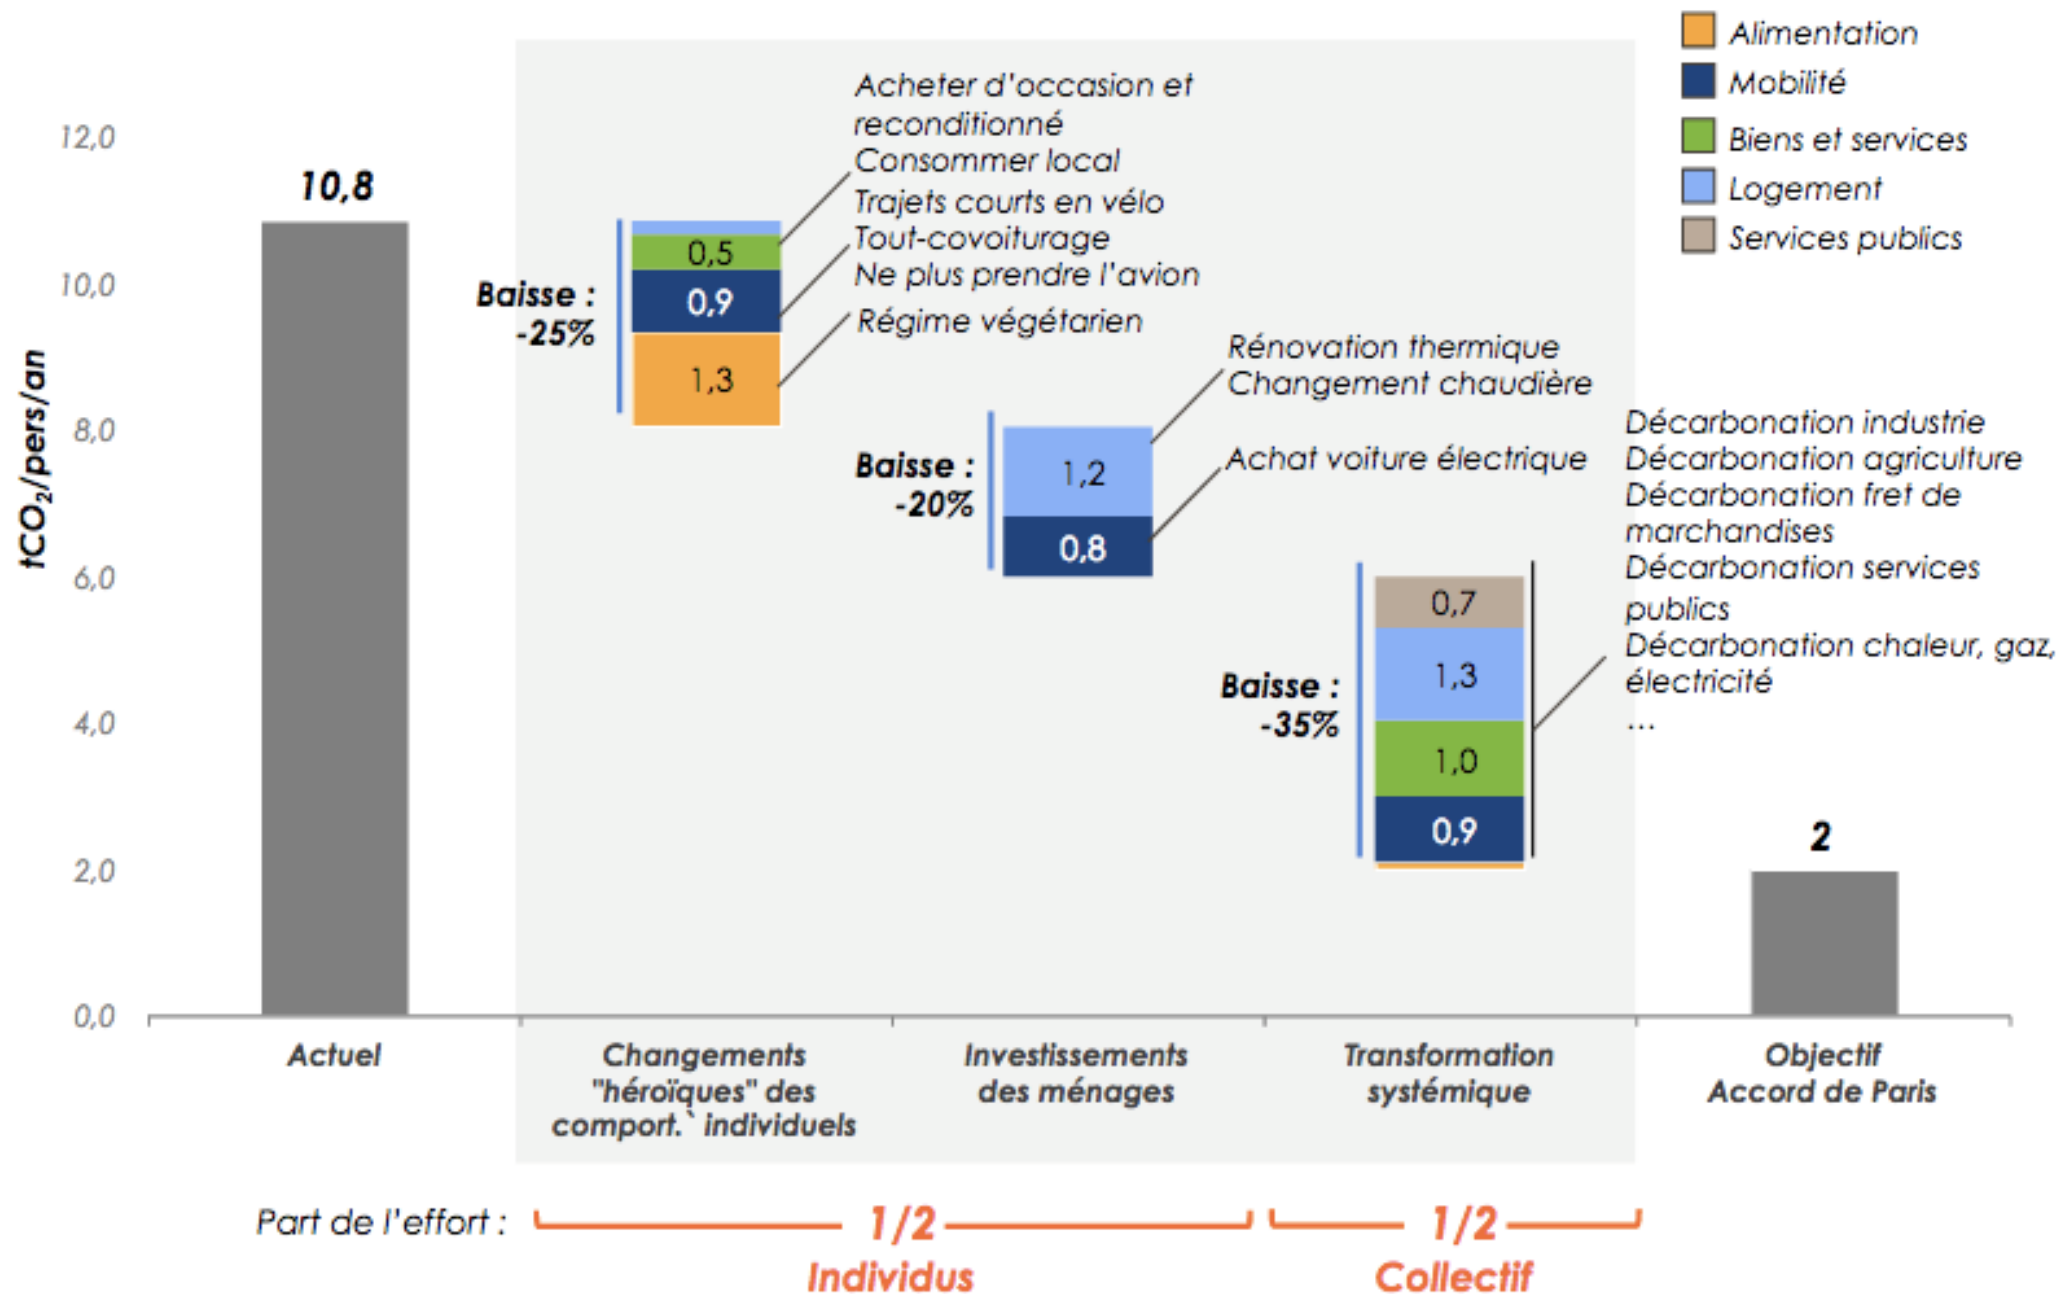 Alimentation
Mobilité
Biens et services
Logement
Services publics
tCO₂/pers/an
12,0
10,0
8,0
6,0
4,0
2,0
0,0
10,8
Baisse :
-25%
0,5
0,9
1,3
Acheter d'occasion et
reconditionné
Consommer local
Trajets courts en vélo
Tout-covoiturage
Ne plus prendre l'avion
Régime végétarien
Baisse :
-20%
1,2
0,8
Rénovation thermique
Changement chaudière
Achat voiture électrique
Baisse :
-35%
0,7
1,3
1,0
0,9
Décarbonation industrie
Décarbonation agriculture
Décarbonation fret de
marchandises
Décarbonation services
publics
Décarbonation chaleur, gaz,
électricité
...
2
Actuel
Changements
"héroïques" des
comport.` individuels
Investissements
des ménages
Transformation
systémique
Objectif
Accord de Paris
Part de l'effort :
1/2
Individus
1/2
Collectif